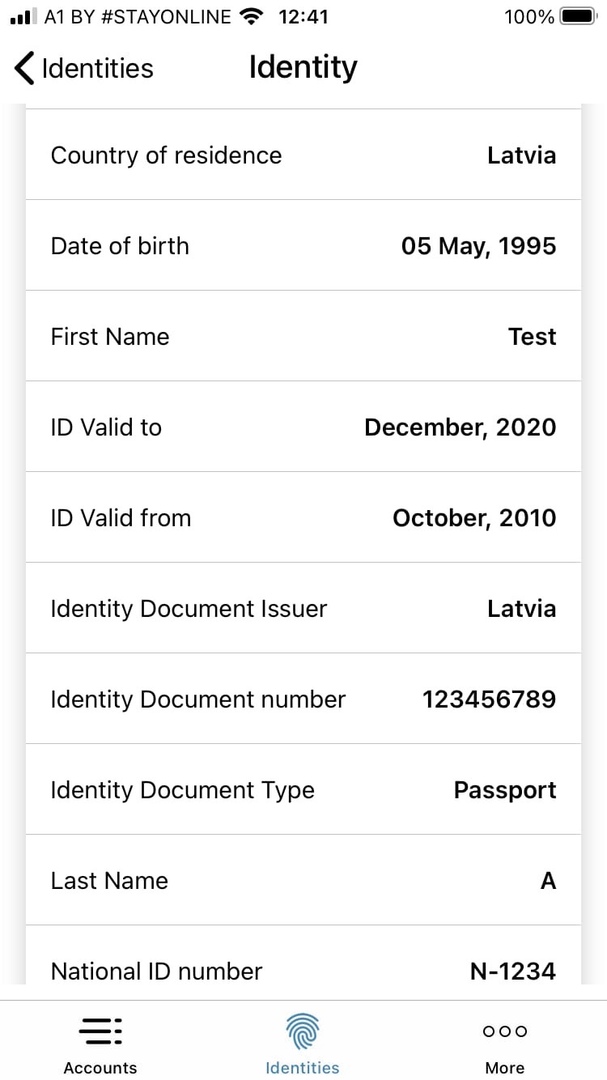 A1 BY #STAYONLINE 12:41 100%
Identities Identity
Country of residence Latvia
Date of birth 05 May, 1995
First Name Test
ID Valid to December, 2020
ID Valid from October, 2010
Identity Document Issuer Latvia
Identity Document number 123456789
Identity Document Type Passport
Last Name A
National ID number N-1234
Accounts Identities More